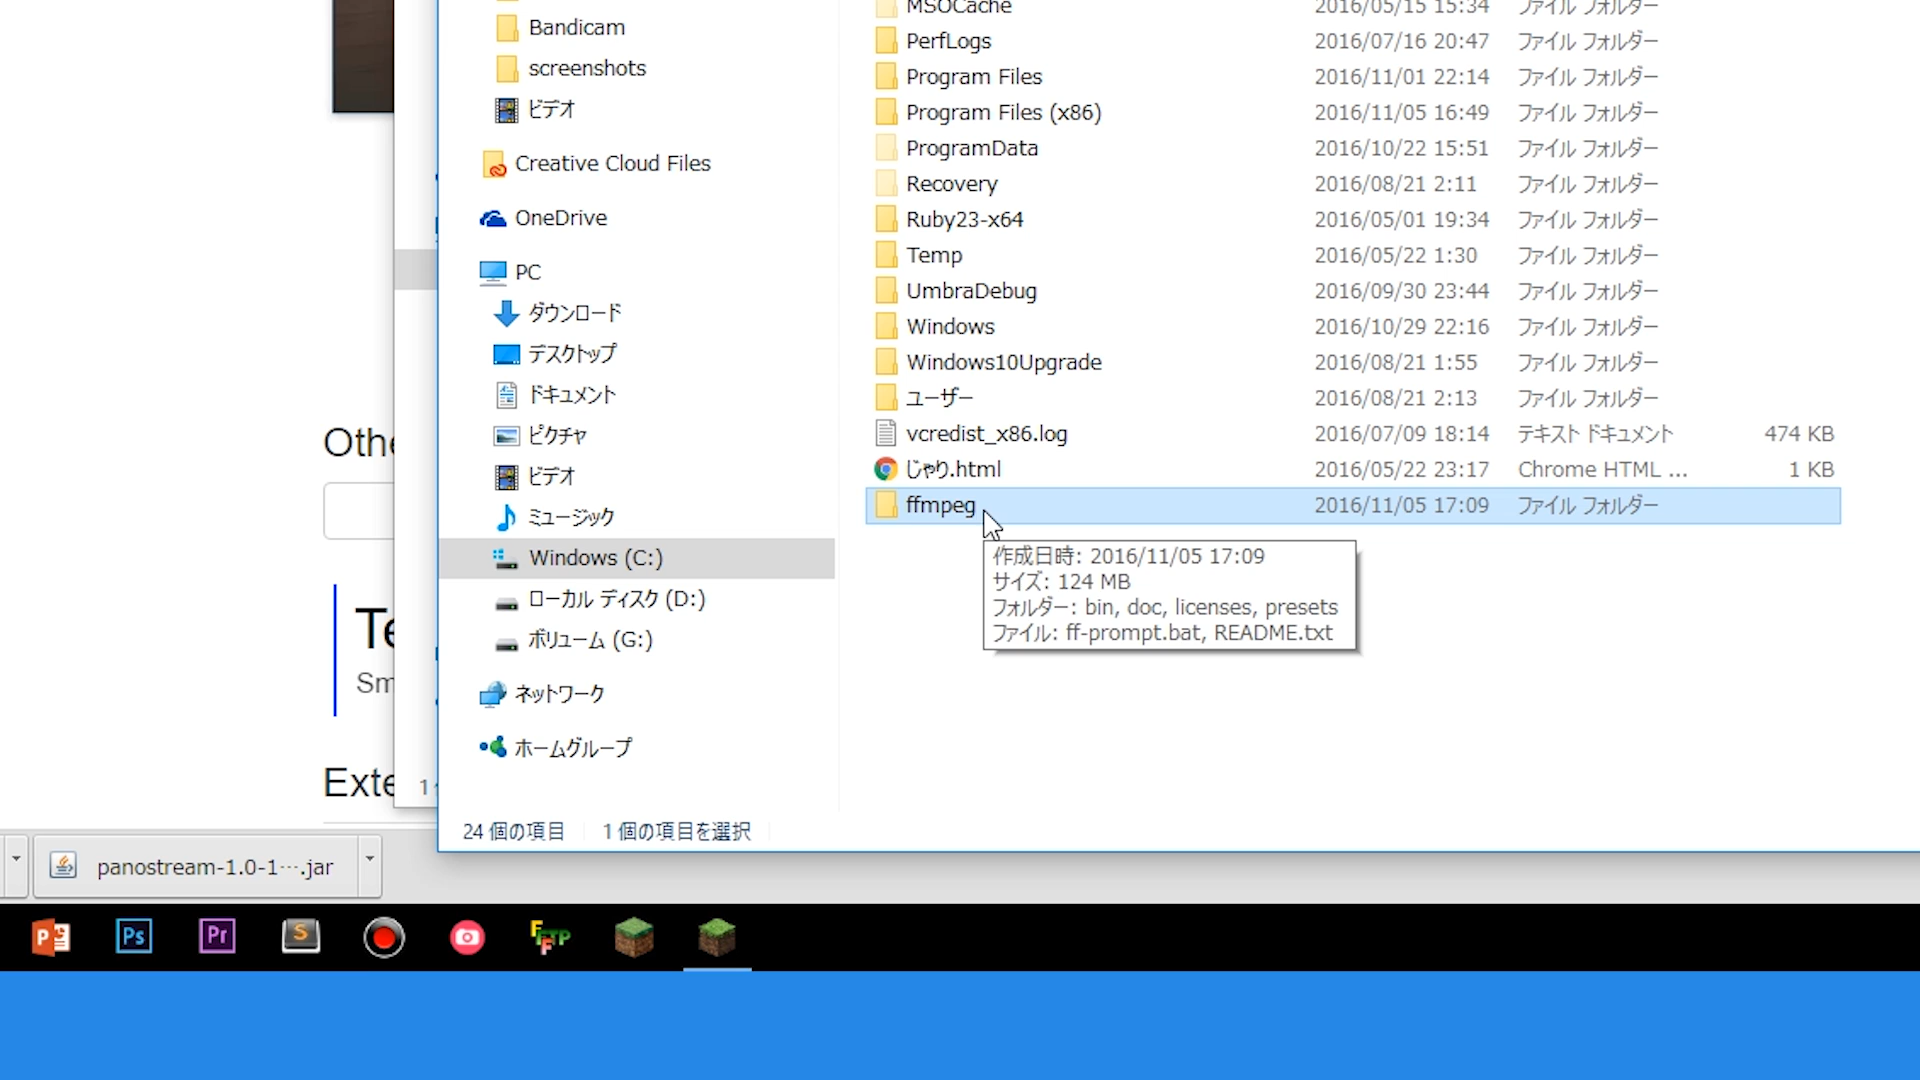 Bandicam
screenshots
ビデオ
Creative Cloud Files
OneDrive
PC
ダウンロード
デスクトップ
ドキュメント
ピクチャ
ビデオ
ミュージック
Windows (C:)
ローカル ディスク (D:)
ボリューム (G:)
ネットワーク
ホームグループ
MSOCache 2016/05/15 15:34 ファイル フォルダー
PerfLogs 2016/07/16 20:47 ファイル フォルダー
Program Files 2016/11/01 22:14 ファイル フォルダー
Program Files (x86) 2016/11/05 16:49 ファイル フォルダー
ProgramData 2016/10/22 15:51 ファイル フォルダー
Recovery 2016/08/21 2:11 ファイル フォルダー
Ruby23-x64 2016/05/01 19:34 ファイル フォルダー
Temp 2016/05/22 1:30 ファイル フォルダー
UmbraDebug 2016/09/30 23:44 ファイル フォルダー
Windows 2016/10/29 22:16 ファイル フォルダー
Windows10Upgrade 2016/08/21 1:55 ファイル フォルダー
ユーザー 2016/08/21 2:13 ファイル フォルダー
vcredist_x86.log 2016/07/09 18:14 テキスト ドキュメント 474 KB
じゃり.html 2016/05/22 23:17 Chrome HTML ... 1 KB
ffmpeg 2016/11/05 17:09 ファイル フォルダー
作成日時: 2016/11/05 17:09
サイズ: 124 MB
フォルダー: bin, doc, licenses, presets
ファイル: ff-prompt.bat, README.txt
24 個の項目 1 個の項目を選択
Othe
Te
Sm
Exte
1
panostream-1.0-1….jar
P Ps Pr S FFFTP